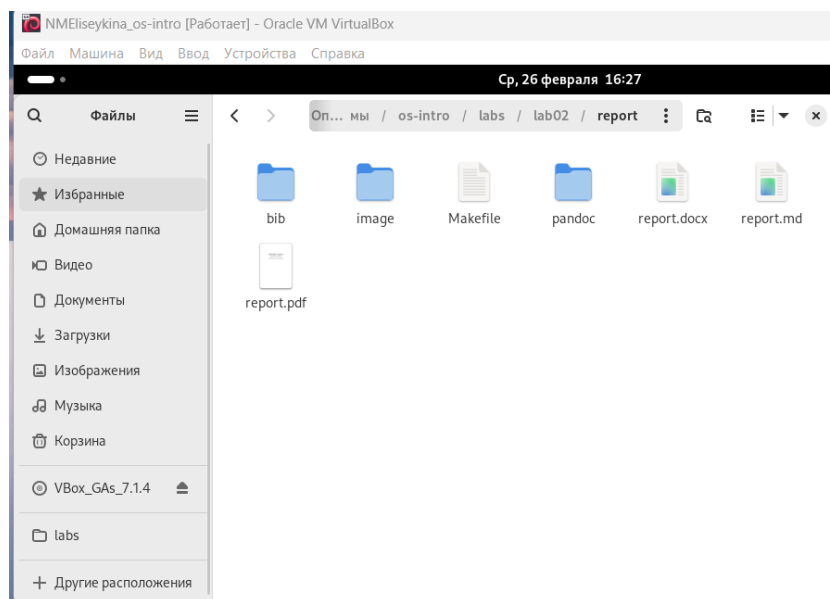 NMEliseykina_os-intro [Работает] - Oracle VM VirtualBox
Файл Машина Вид Ввод Устройства Справка
Ср, 26 февраля 16:27
Файлы
Оп... мы / os-intro / labs / lab02 / report
Недавние
Избранные
Домашняя папка
Видео
Документы
Загрузки
Изображения
Музыка
Корзина
VBox_GAs_7.1.4
labs
Другие расположения
bib image Makefile pandoc report.docx report.md
report.pdf